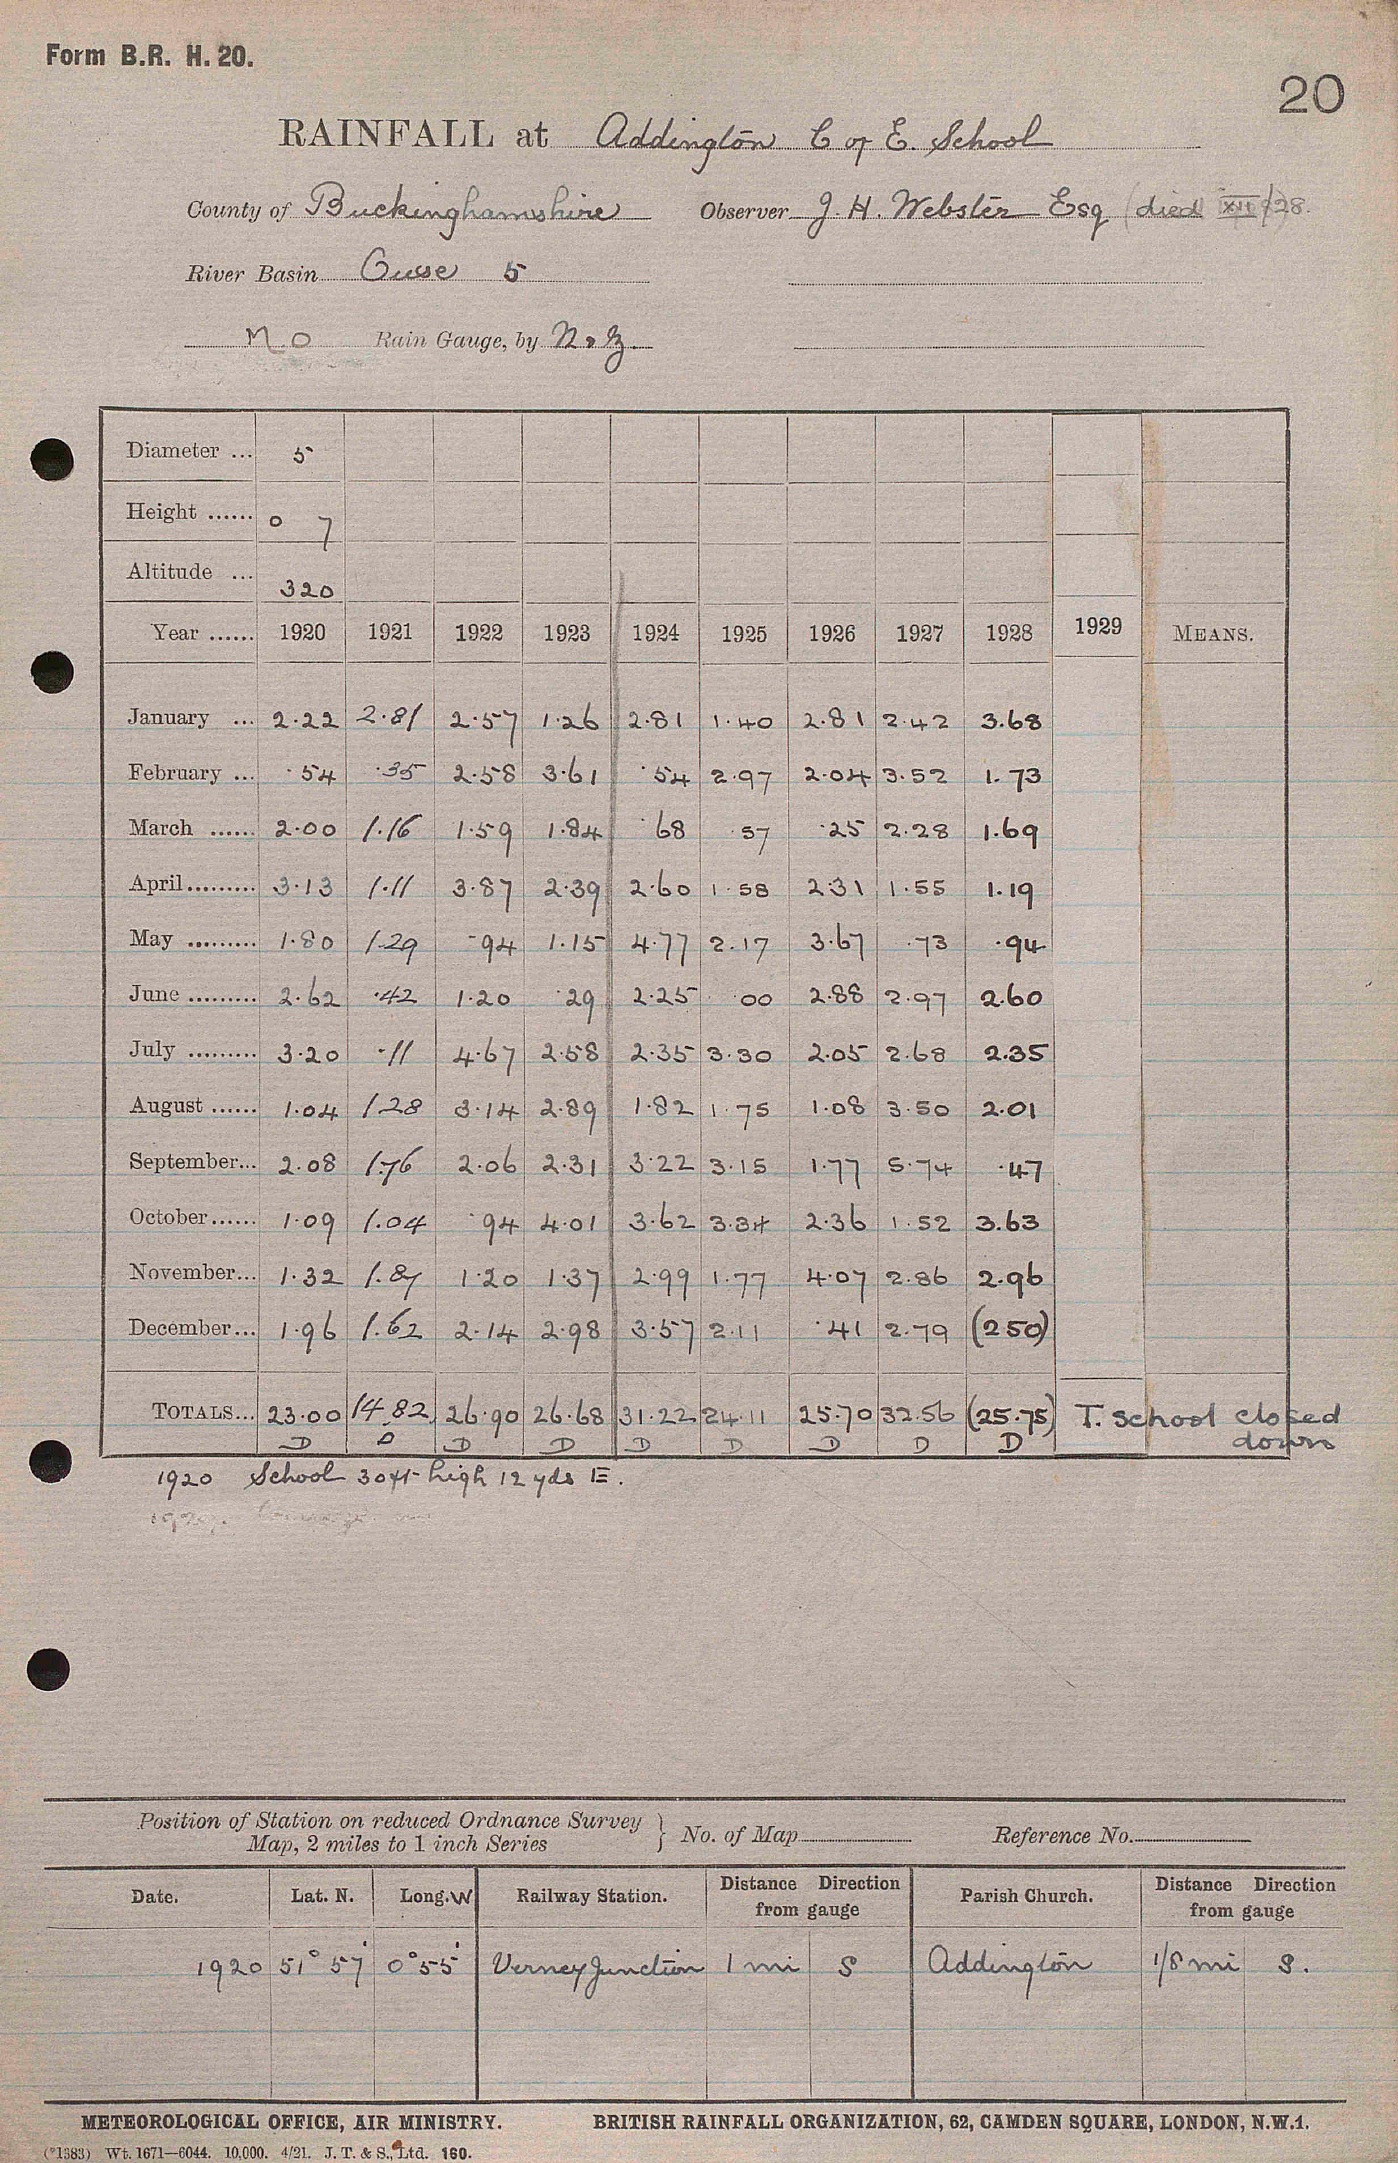 Form B.R. H. 20.
20
RAINFALL at Addington C of E. School
County of Buckinghamshire Observer J. H. Webster Esq (died XII/28.
River Basin Ouse 5
M O Rain Gauge, by N & Z.
Diameter ... 5
Height ...... 0 7
Altitude ... 320
Year ...... 1920 1921 1922 1923 1924 1925 1926 1927 1928 1929 MEANS.
January ... 2.22 2.81 2.57 1.26 2.81 1.40 2.81 2.42 3.68
February ... .54 .35 2.58 3.61 .54 2.97 2.04 3.52 1.73
March ...... 2.00 1.16 1.59 1.84 .68 .57 .25 2.28 1.69
April ......... 3.13 1.11 3.87 2.39 2.60 1.58 2.31 1.55 1.19
May ......... 1.80 1.29 .94 1.15 4.77 2.17 3.67 .73 .94
June ......... 2.62 .42 1.20 .29 2.25 .00 2.88 2.97 2.60
July ......... 3.20 .11 4.67 2.58 2.35 3.30 2.05 2.68 2.35
August ...... 1.04 1.28 3.14 2.89 1.82 1.75 1.08 3.50 2.01
September... 2.08 1.76 2.06 2.31 3.22 3.15 1.77 5.74 .47
October...... 1.09 1.04 .94 4.01 3.62 3.34 2.36 1.52 3.63
November... 1.32 1.87 1.20 1.37 2.99 1.77 4.07 2.86 2.96
December... 1.96 1.62 2.14 2.98 3.57 2.11 .41 2.79 (2.50)
TOTALS... 23.00 14.82 26.90 26.68 31.22 24.11 25.70 32.56 (25.75) T. School closed
D D D D D D D D D down
1920 School 30ft high 12 yds E.
Position of Station on reduced Ordnance Survey
Map, 2 miles to 1 inch Series } No. of Map Reference No.
Date. Lat. N. Long. W Railway Station. Distance Direction from gauge Parish Church. Distance Direction from gauge
1920 51° 57' 0° 55' Verney Junction 1 mi S Addington 1/8 mi S.
METEOROLOGICAL OFFICE, AIR MINISTRY. BRITISH RAINFALL ORGANIZATION, 62, CAMDEN SQUARE, LONDON, N.W.1.
(*1383) Wt. 1671—6044. 10,000. 4/21. J. T. & S., Ltd. 160.